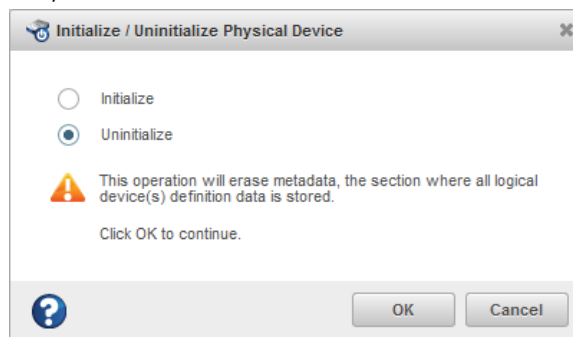 Initialize / Uninitialize Physical Device
Initialize
Uninitialize
This operation will erase metadata, the section where all logical
device(s) definition data is stored.
Click OK to continue.
OK
Cancel